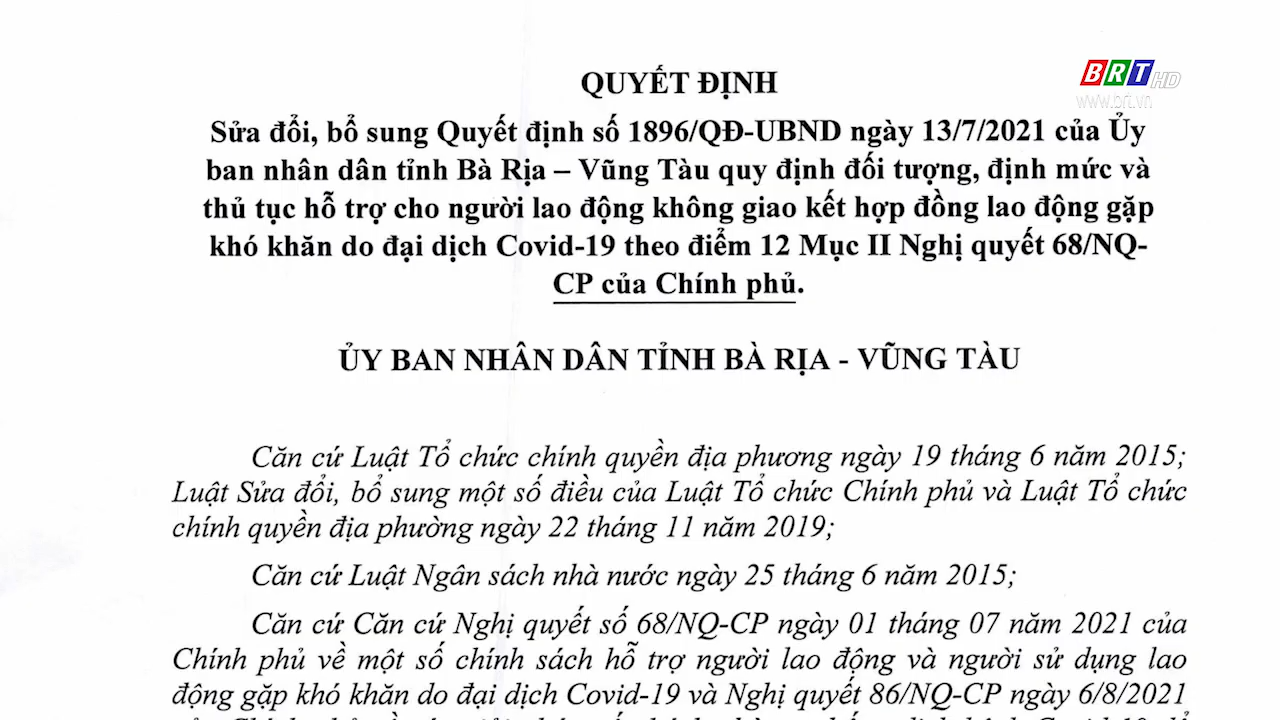 BRT HD
www.brt.vn
QUYẾT ĐỊNH
Sửa đổi, bổ sung Quyết định số 1896/QĐ-UBND ngày 13/7/2021 của Ủy
ban nhân dân tỉnh Bà Rịa – Vũng Tàu quy định đối tượng, định mức và
thủ tục hỗ trợ cho người lao động không giao kết hợp đồng lao động gặp
khó khăn do đại dịch Covid-19 theo điểm 12 Mục II Nghị quyết 68/NQ-
CP của Chính phủ.
ỦY BAN NHÂN DÂN TỈNH BÀ RỊA - VŨNG TÀU
Căn cứ Luật Tổ chức chính quyền địa phương ngày 19 tháng 6 năm 2015;
Luật Sửa đổi, bổ sung một số điều của Luật Tổ chức Chính phủ và Luật Tổ chức
chính quyền địa phường ngày 22 tháng 11 năm 2019;
Căn cứ Luật Ngân sách nhà nước ngày 25 tháng 6 năm 2015;
Căn cứ Căn cứ Nghị quyết số 68/NQ-CP ngày 01 tháng 07 năm 2021 của
Chính phủ về một số chính sách hỗ trợ người lao động và người sử dụng lao
động gặp khó khăn do đại dịch Covid-19 và Nghị quyết 86/NQ-CP ngày 6/8/2021